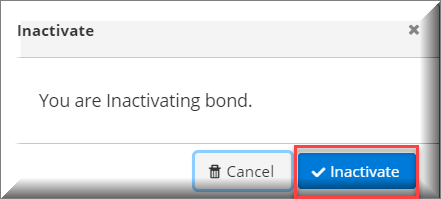 Inactivate
You are Inactivating bond.
Cancel
Inactivate